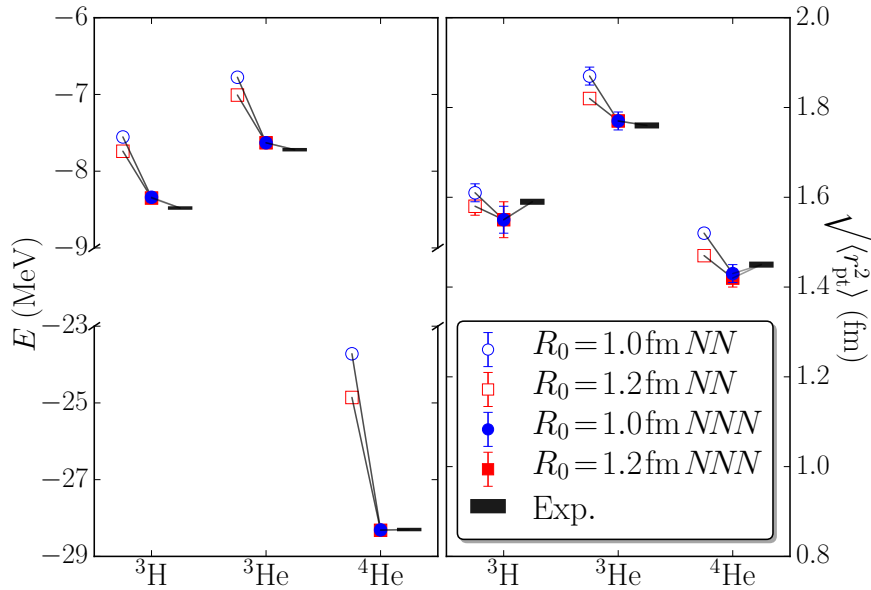 E (MeV)
−6
−7
−8
−9
−23
−25
−27
−29
³H
³He
⁴He
R₀=1.0 fm NN
R₀=1.2 fm NN
R₀=1.0 fm NNN
R₀=1.2 fm NNN
Exp.
³H
³He
⁴He
2.0
1.8
1.6
1.4
1.2
1.0
0.8
√⟨r²pt⟩ (fm)